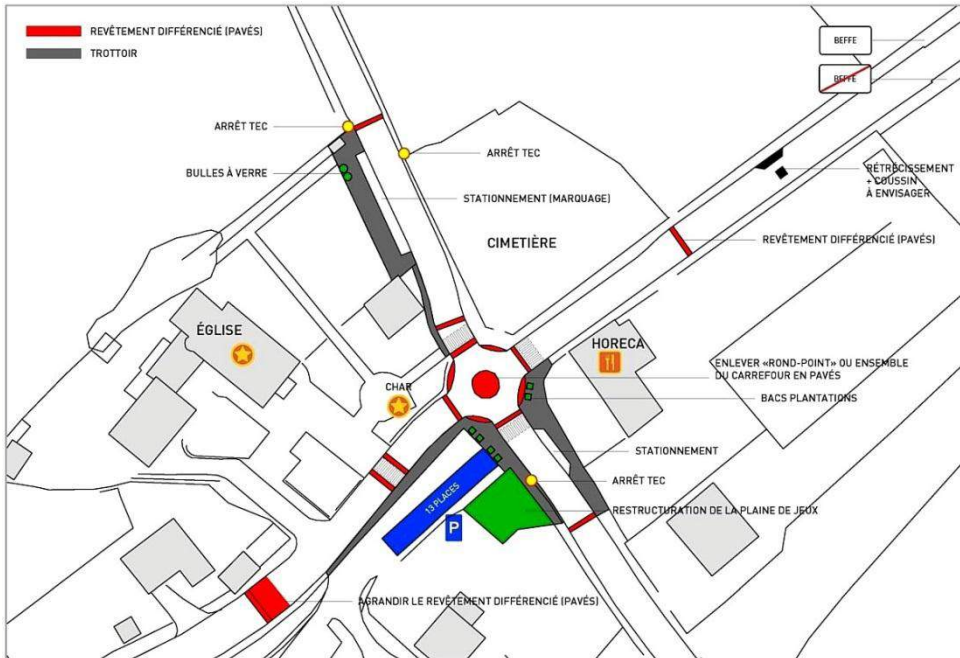 REVÊTEMENT DIFFÉRENCIÉ (PAVÉS)
TROTTOIR
BEFFE
BEFFE
ARRÊT TEC
ARRÊT TEC
BULLES À VERRE
STATIONNEMENT (MARQUAGE)
RÉTRÉCISSEMENT
+ COUSSIN
À ENVISAGER
CIMETIÈRE
REVÊTEMENT DIFFÉRENCIÉ (PAVÉS)
ÉGLISE
HORECA
ENLEVER «ROND-POINT» OU ENSEMBLE
DU CARREFOUR EN PAVÉS
CHAR
BACS PLANTATIONS
STATIONNEMENT
ARRÊT TEC
13 PLACES
P
RESTRUCTURATION DE LA PLAINE DE JEUX
AGRANDIR LE REVÊTEMENT DIFFÉRENCIÉ (PAVÉS)